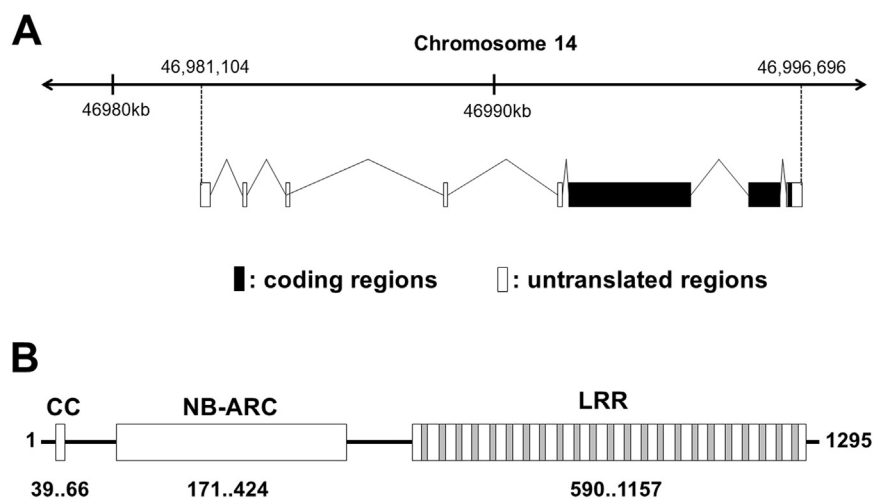 A
Chromosome 14
46,981,104 46,996,696
46980kb 46990kb
: coding regions : untranslated regions
B
CC NB-ARC LRR
1 1295
39..66 171..424 590..1157